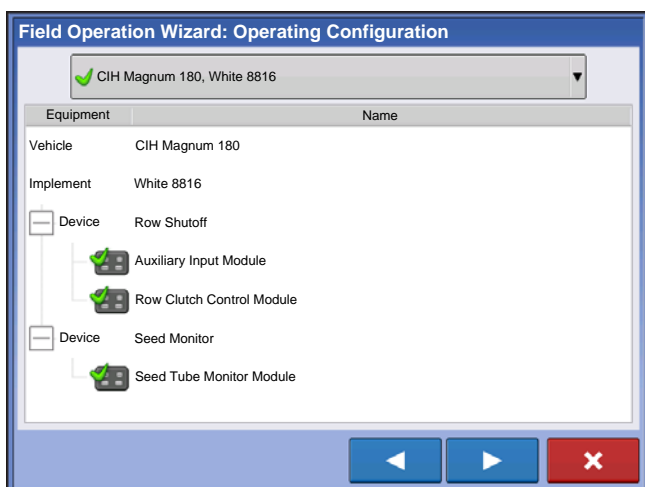 Field Operation Wizard: Operating Configuration
CIH Magnum 180, White 8816
Equipment Name
Vehicle CIH Magnum 180
Implement White 8816
Device Row Shutoff
Auxiliary Input Module
Row Clutch Control Module
Device Seed Monitor
Seed Tube Monitor Module